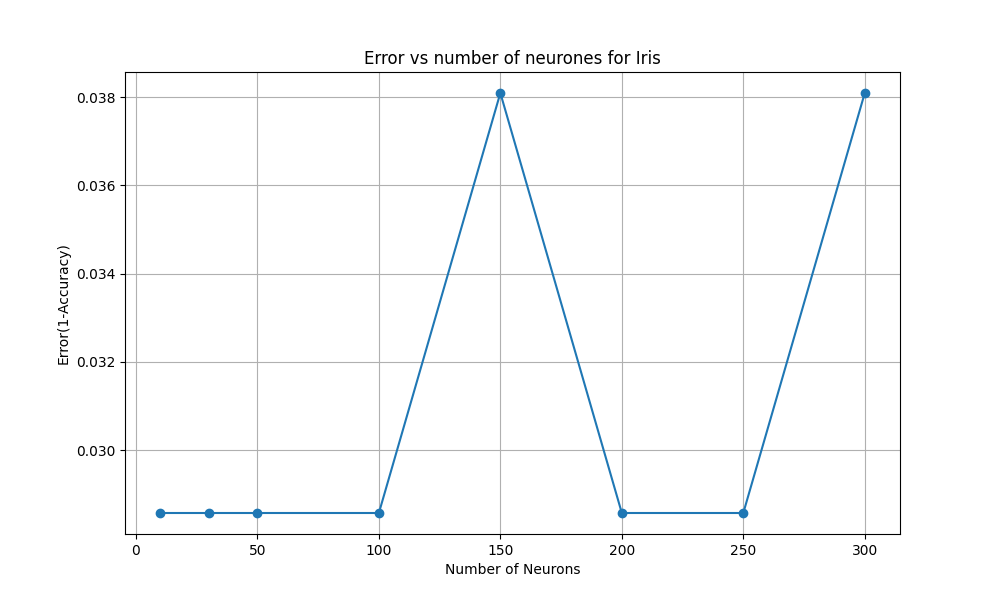 Error vs number of neurones for Iris
0.038
0.036
0.034
0.032
0.030
Error(1-Accuracy)
0 50 100 150 200 250 300
Number of Neurons